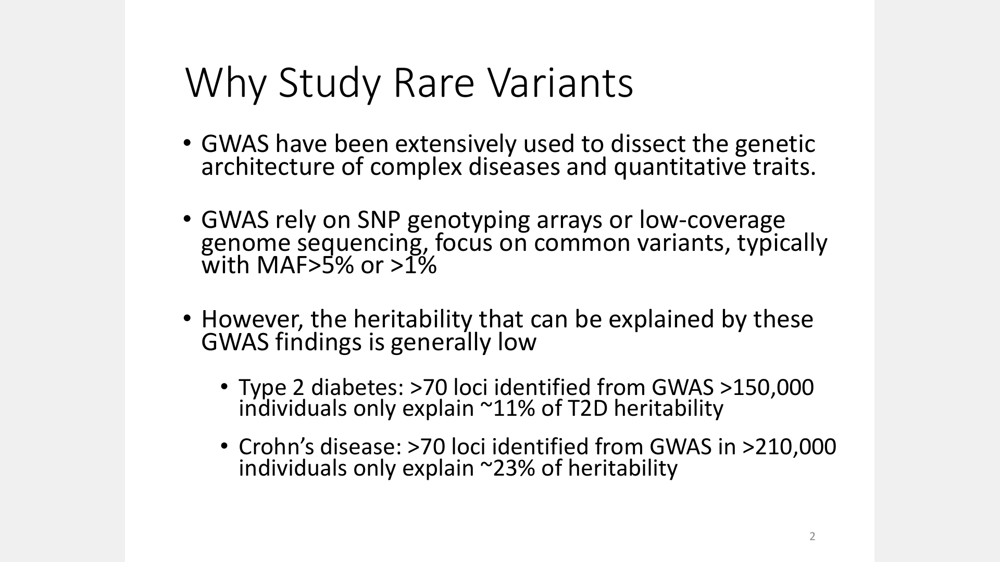 Why Study Rare Variants
• GWAS have been extensively used to dissect the genetic
architecture of complex diseases and quantitative traits.
• GWAS rely on SNP genotyping arrays or low-coverage
genome sequencing, focus on common variants, typically
with MAF>5% or >1%
• However, the heritability that can be explained by these
GWAS findings is generally low
• Type 2 diabetes: >70 loci identified from GWAS >150,000
individuals only explain ~11% of T2D heritability
• Crohn’s disease: >70 loci identified from GWAS in >210,000
individuals only explain ~23% of heritability
2